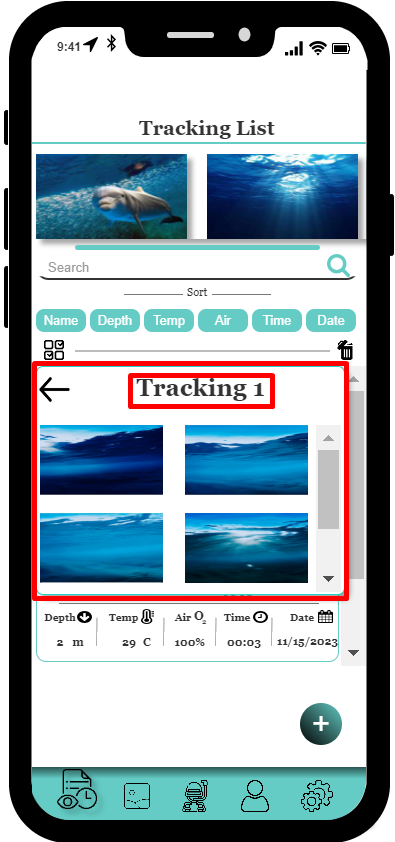 9:41
Tracking List
Search
Sort
Name Depth Temp Air Time Date
Tracking 1
Depth Temp Air O2 Time Date
2 m 29 C 100% 00:03 11/15/2023
+